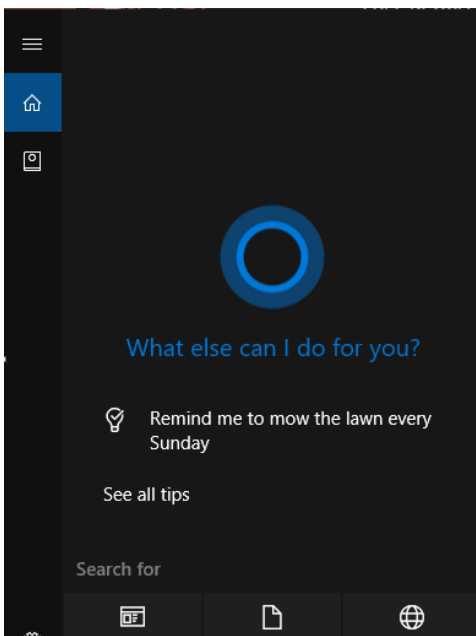 What else can I do for you?
Remind me to mow the lawn every
Sunday
See all tips
Search for